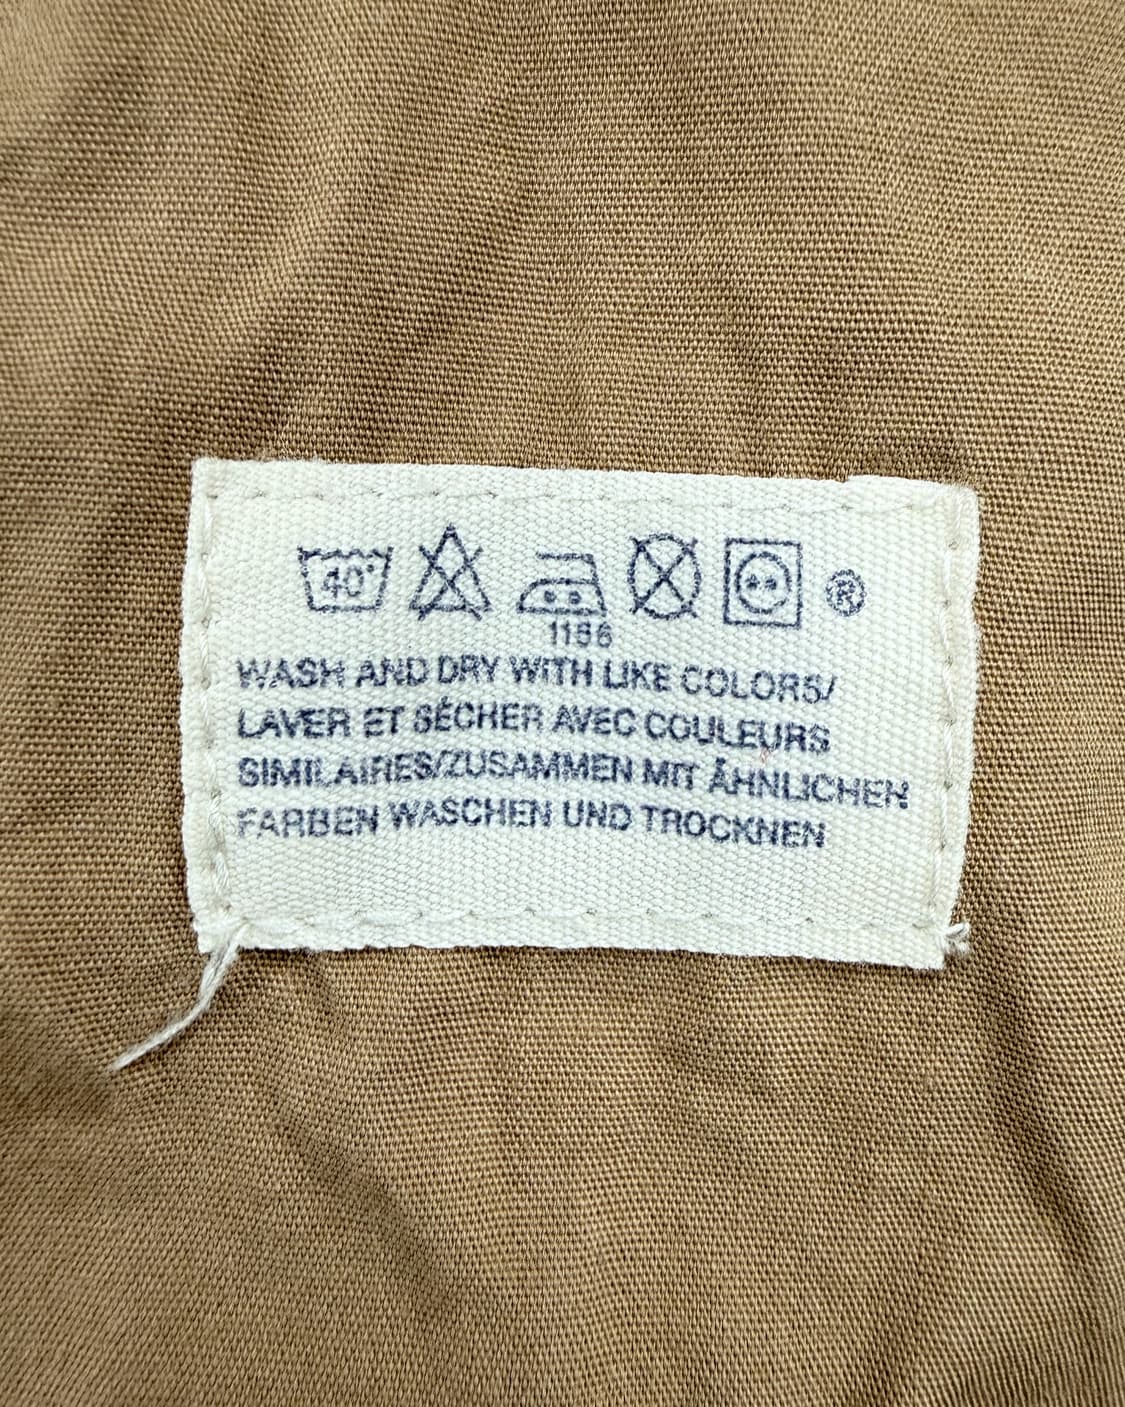 40°
®
1166
WASH AND DRY WITH LIKE COLORS/
LAVER ET SÉCHER AVEC COULEURS
SIMILAIRES/ZUSAMMEN MIT ÄHNLICHEN
FARBEN WASCHEN UND TROCKNEN